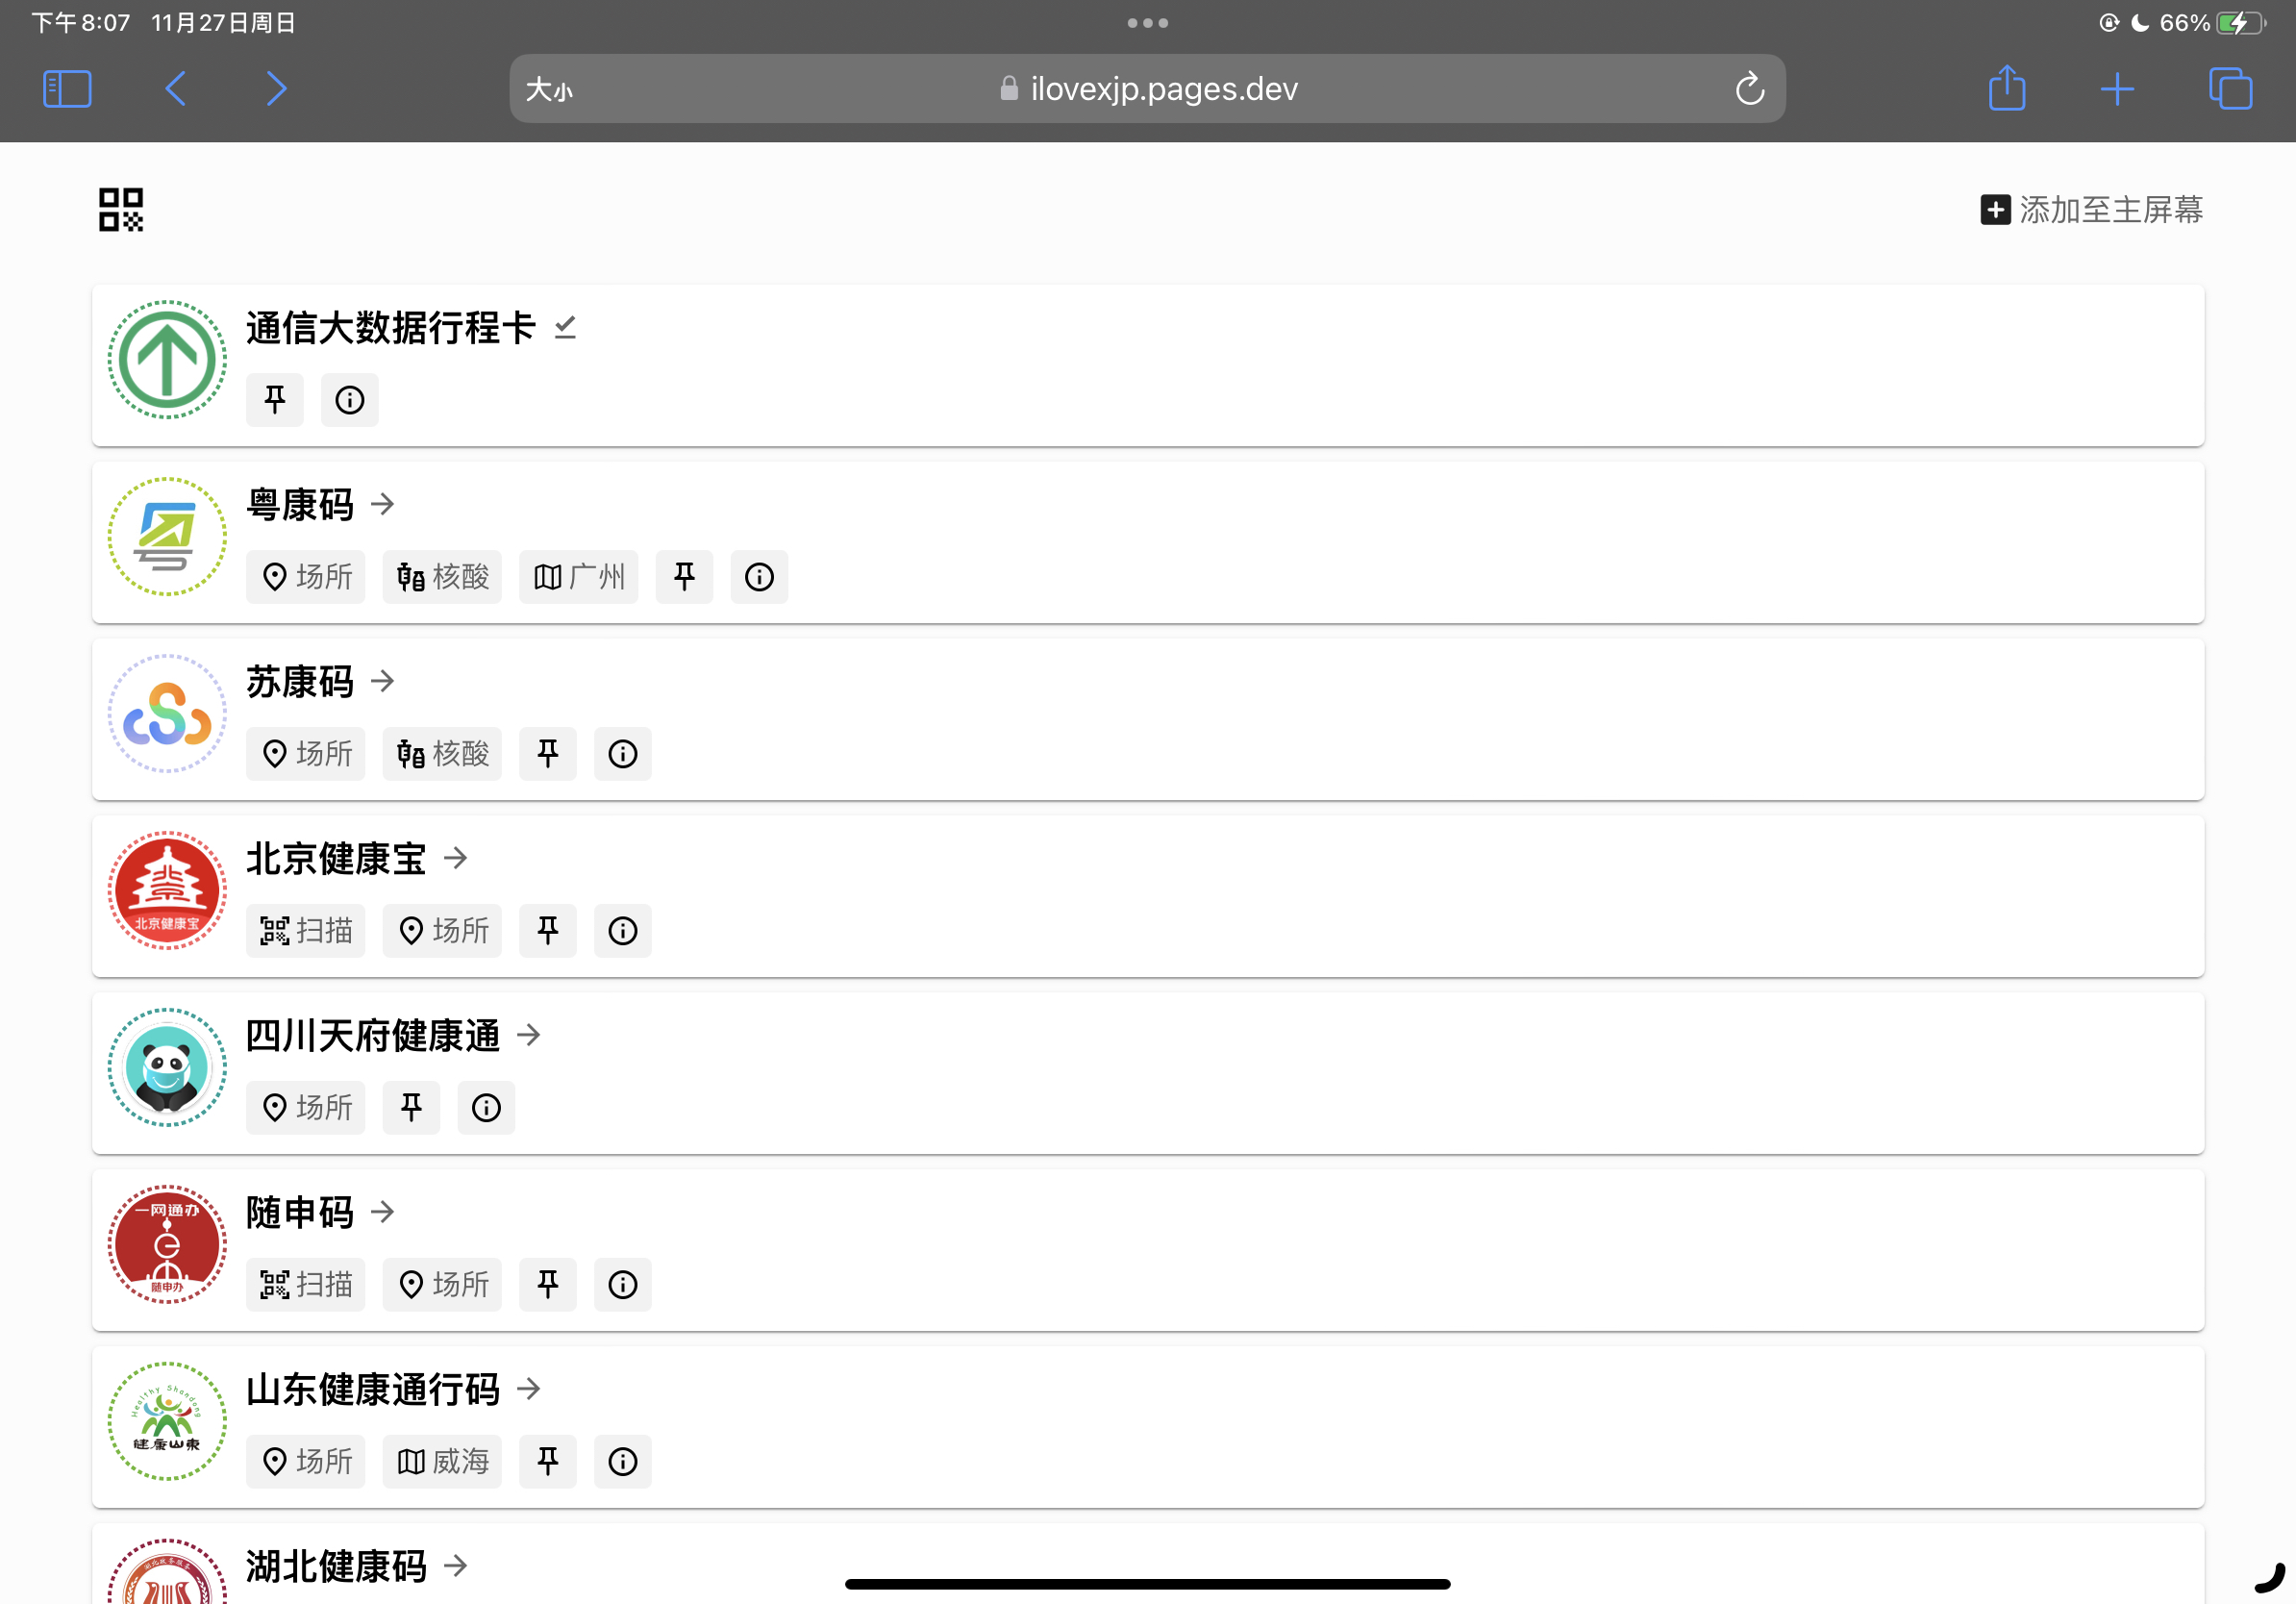 下午8:07 11月27日周日
66%
大小 ilovexjp.pages.dev
添加至主屏幕
通信大数据行程卡
粤康码
场所 核酸 广州
苏康码
场所 核酸
北京健康宝
北京健康宝
扫描 场所
四川天府健康通
场所
随申码
一网通办
随申办
扫描 场所
山东健康通行码
Healthy Shandong
健康山东
场所 威海
湖北健康码